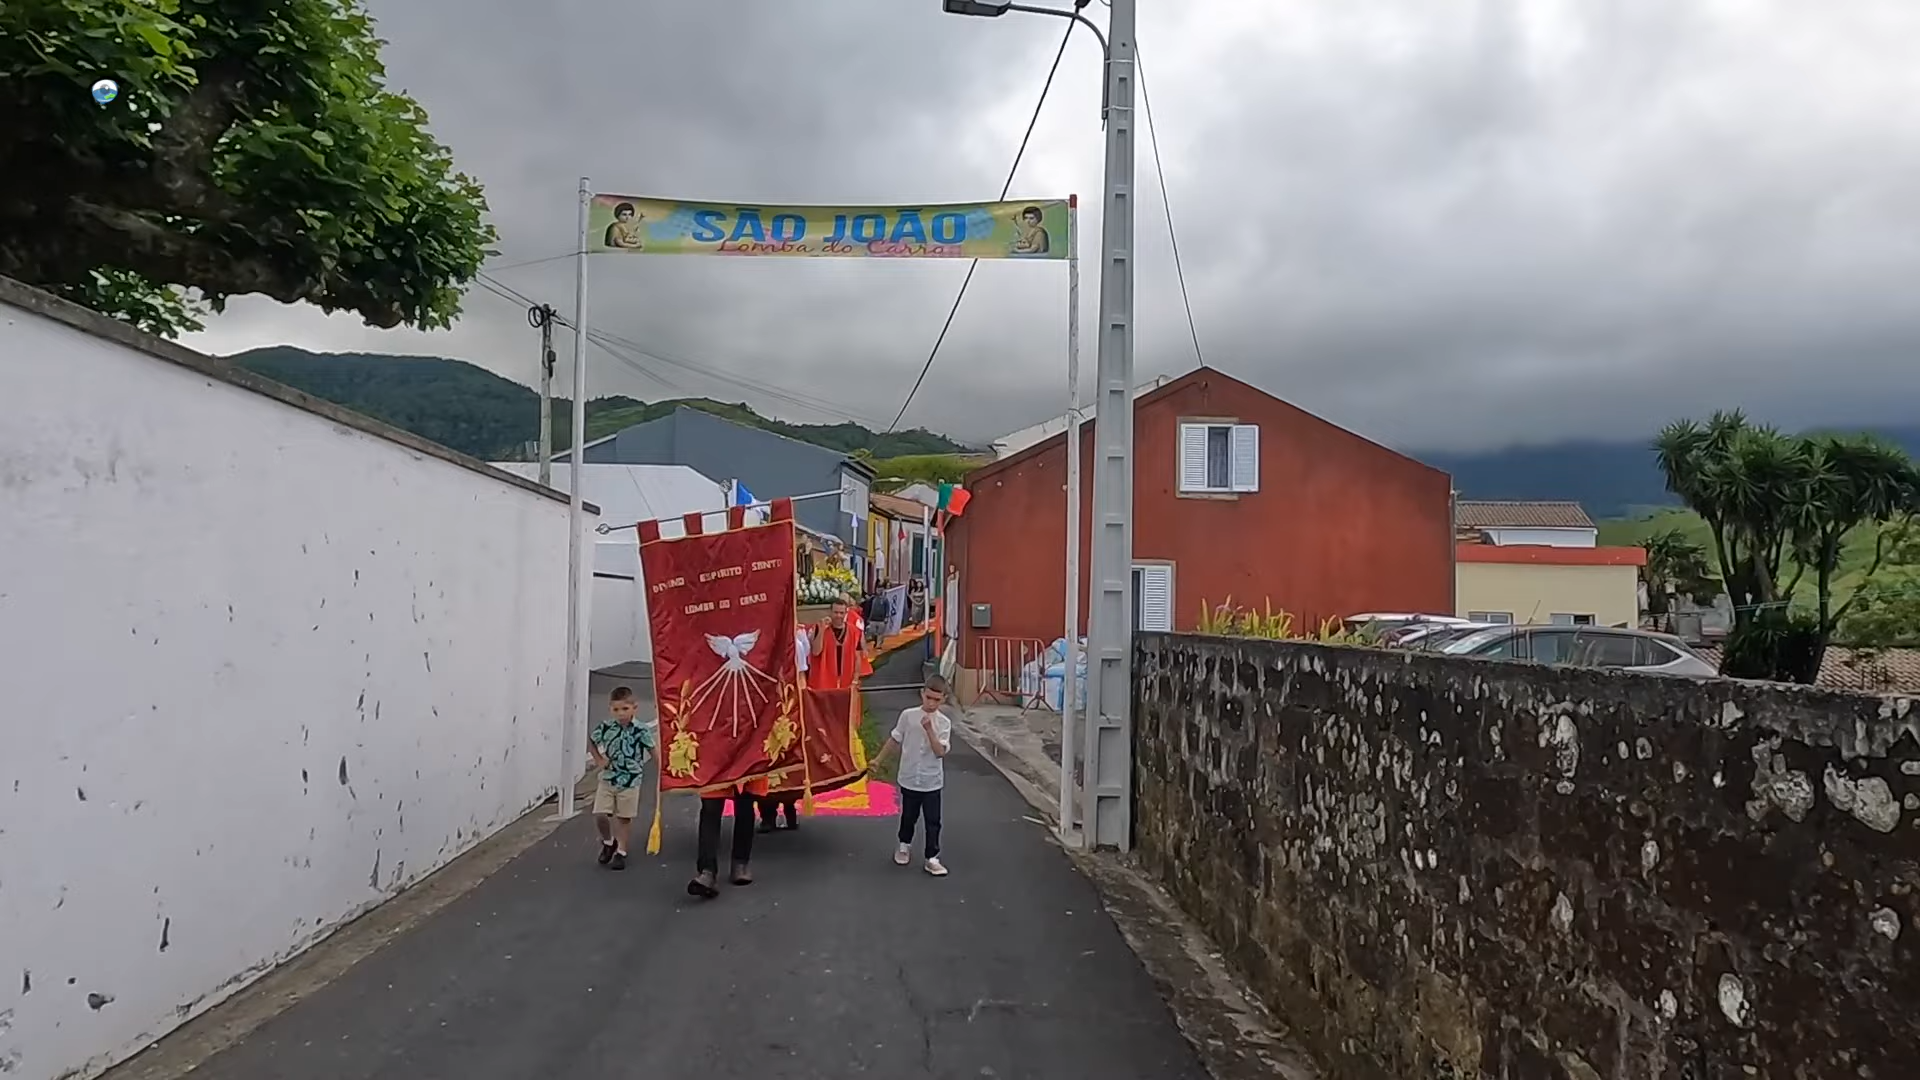 SÃO JOÃO
Lomba do Carro
DIVINO ESPIRITO SANTO
LOMBA DO CARRO